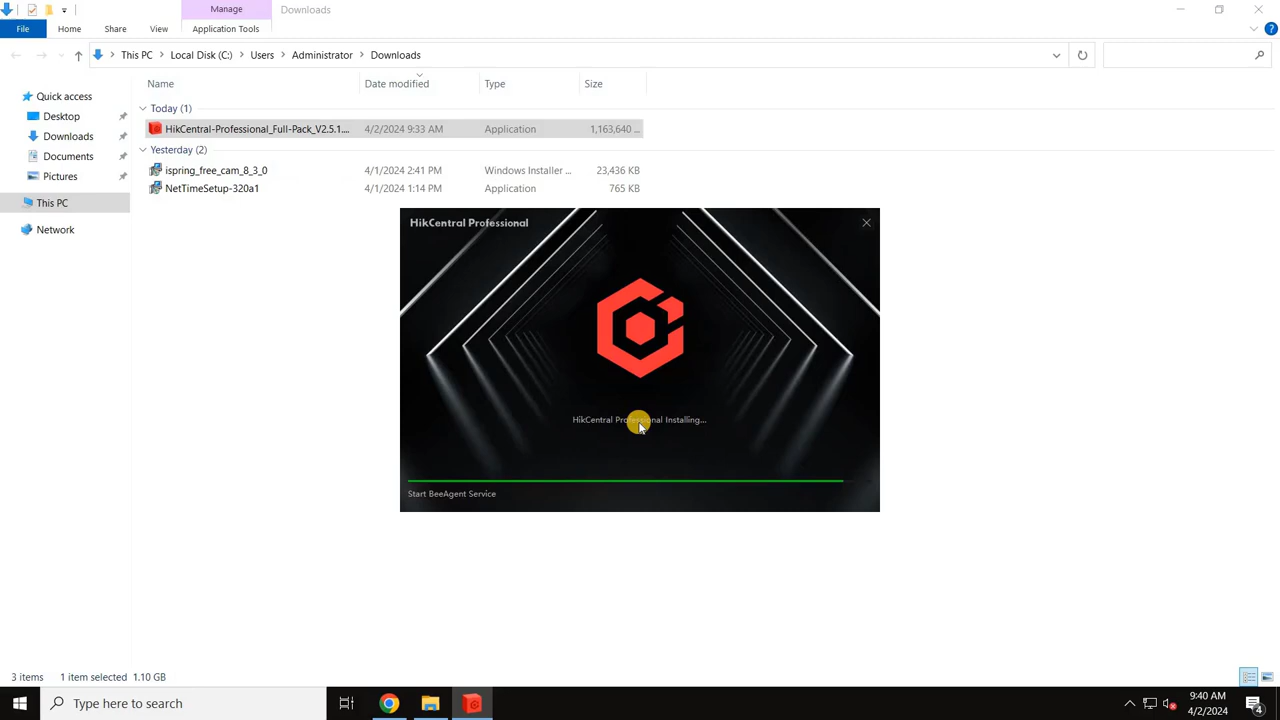 Manage
Downloads
File
Home
Share
View
Application Tools
This PC
Local Disk (C:)
Users
Administrator
Downloads
Name
Date modified
Type
Size
Quick access
Desktop
Downloads
Documents
Pictures
This PC
Network
Today (1)
HikCentral-Professional_Full-Pack_V2.5.1.... 4/2/2024 9:33 AM Application 1,163,640 ...
Yesterday (2)
ispring_free_cam_8_3_0 4/1/2024 2:41 PM Windows Installer ... 23,436 KB
NetTimeSetup-320a1 4/1/2024 1:14 PM Application 765 KB
HikCentral Professional
HikCentral Professional Installing...
Start BeeAgent Service
3 items
1 item selected 1.10 GB
Type here to search
9:40 AM
4/2/2024
4